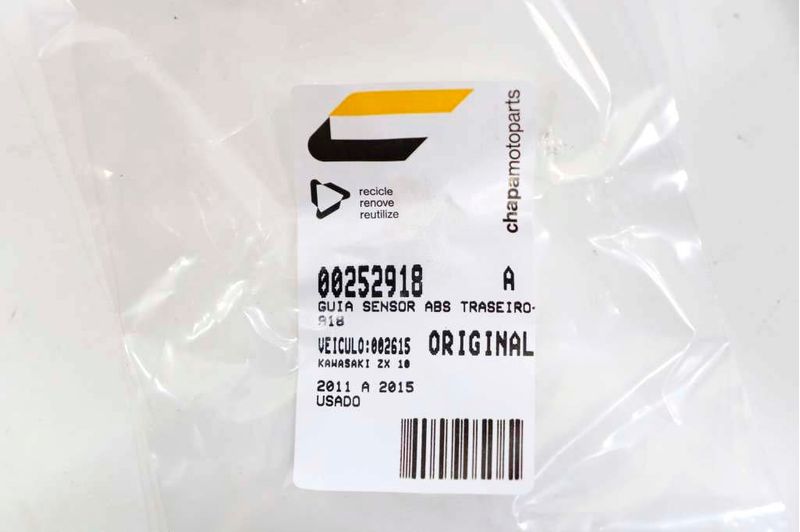 chapamotoparts
recicle
renove
reutilize
00252918 A
GUIA SENSOR ABS TRASEIRO-
918
VEICULO:002615 ORIGINAL
KAWASAKI ZX 10
2011 A 2015
USADO